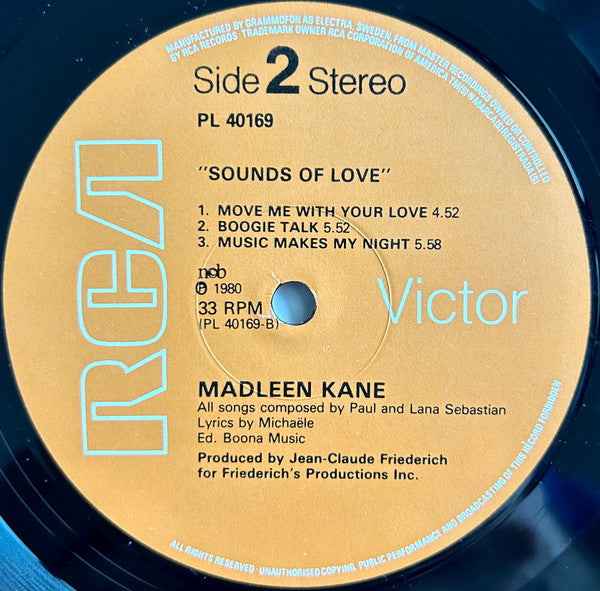 MANUFACTURED BY GRAMMOFON AB ELECTRA, SWEDEN, FROM MASTER RECORDINGS OWNED OR CONTROLLED
BY RCA RECORDS · TRADEMARK OWNER RCA CORPORATION OF AMERICA TM(S)® MARCA(S) REGISTRADA(S)
Side 2 Stereo
PL 40169
"SOUNDS OF LOVE"
1. MOVE ME WITH YOUR LOVE 4.52
2. BOOGIE TALK 5.52
3. MUSIC MAKES MY NIGHT 5.58
ncb
℗ 1980
33 RPM
(PL 40169-B)
RCA
Victor
MADLEEN KANE
All songs composed by Paul and Lana Sebastian
Lyrics by Michaële
Ed. Boona Music
Produced by Jean-Claude Friederich
for Friederich's Productions Inc.
ALL RIGHTS RESERVED · UNAUTHORISED COPYING, PUBLIC PERFORMANCE AND BROADCASTING OF THIS RECORD FORBIDDEN